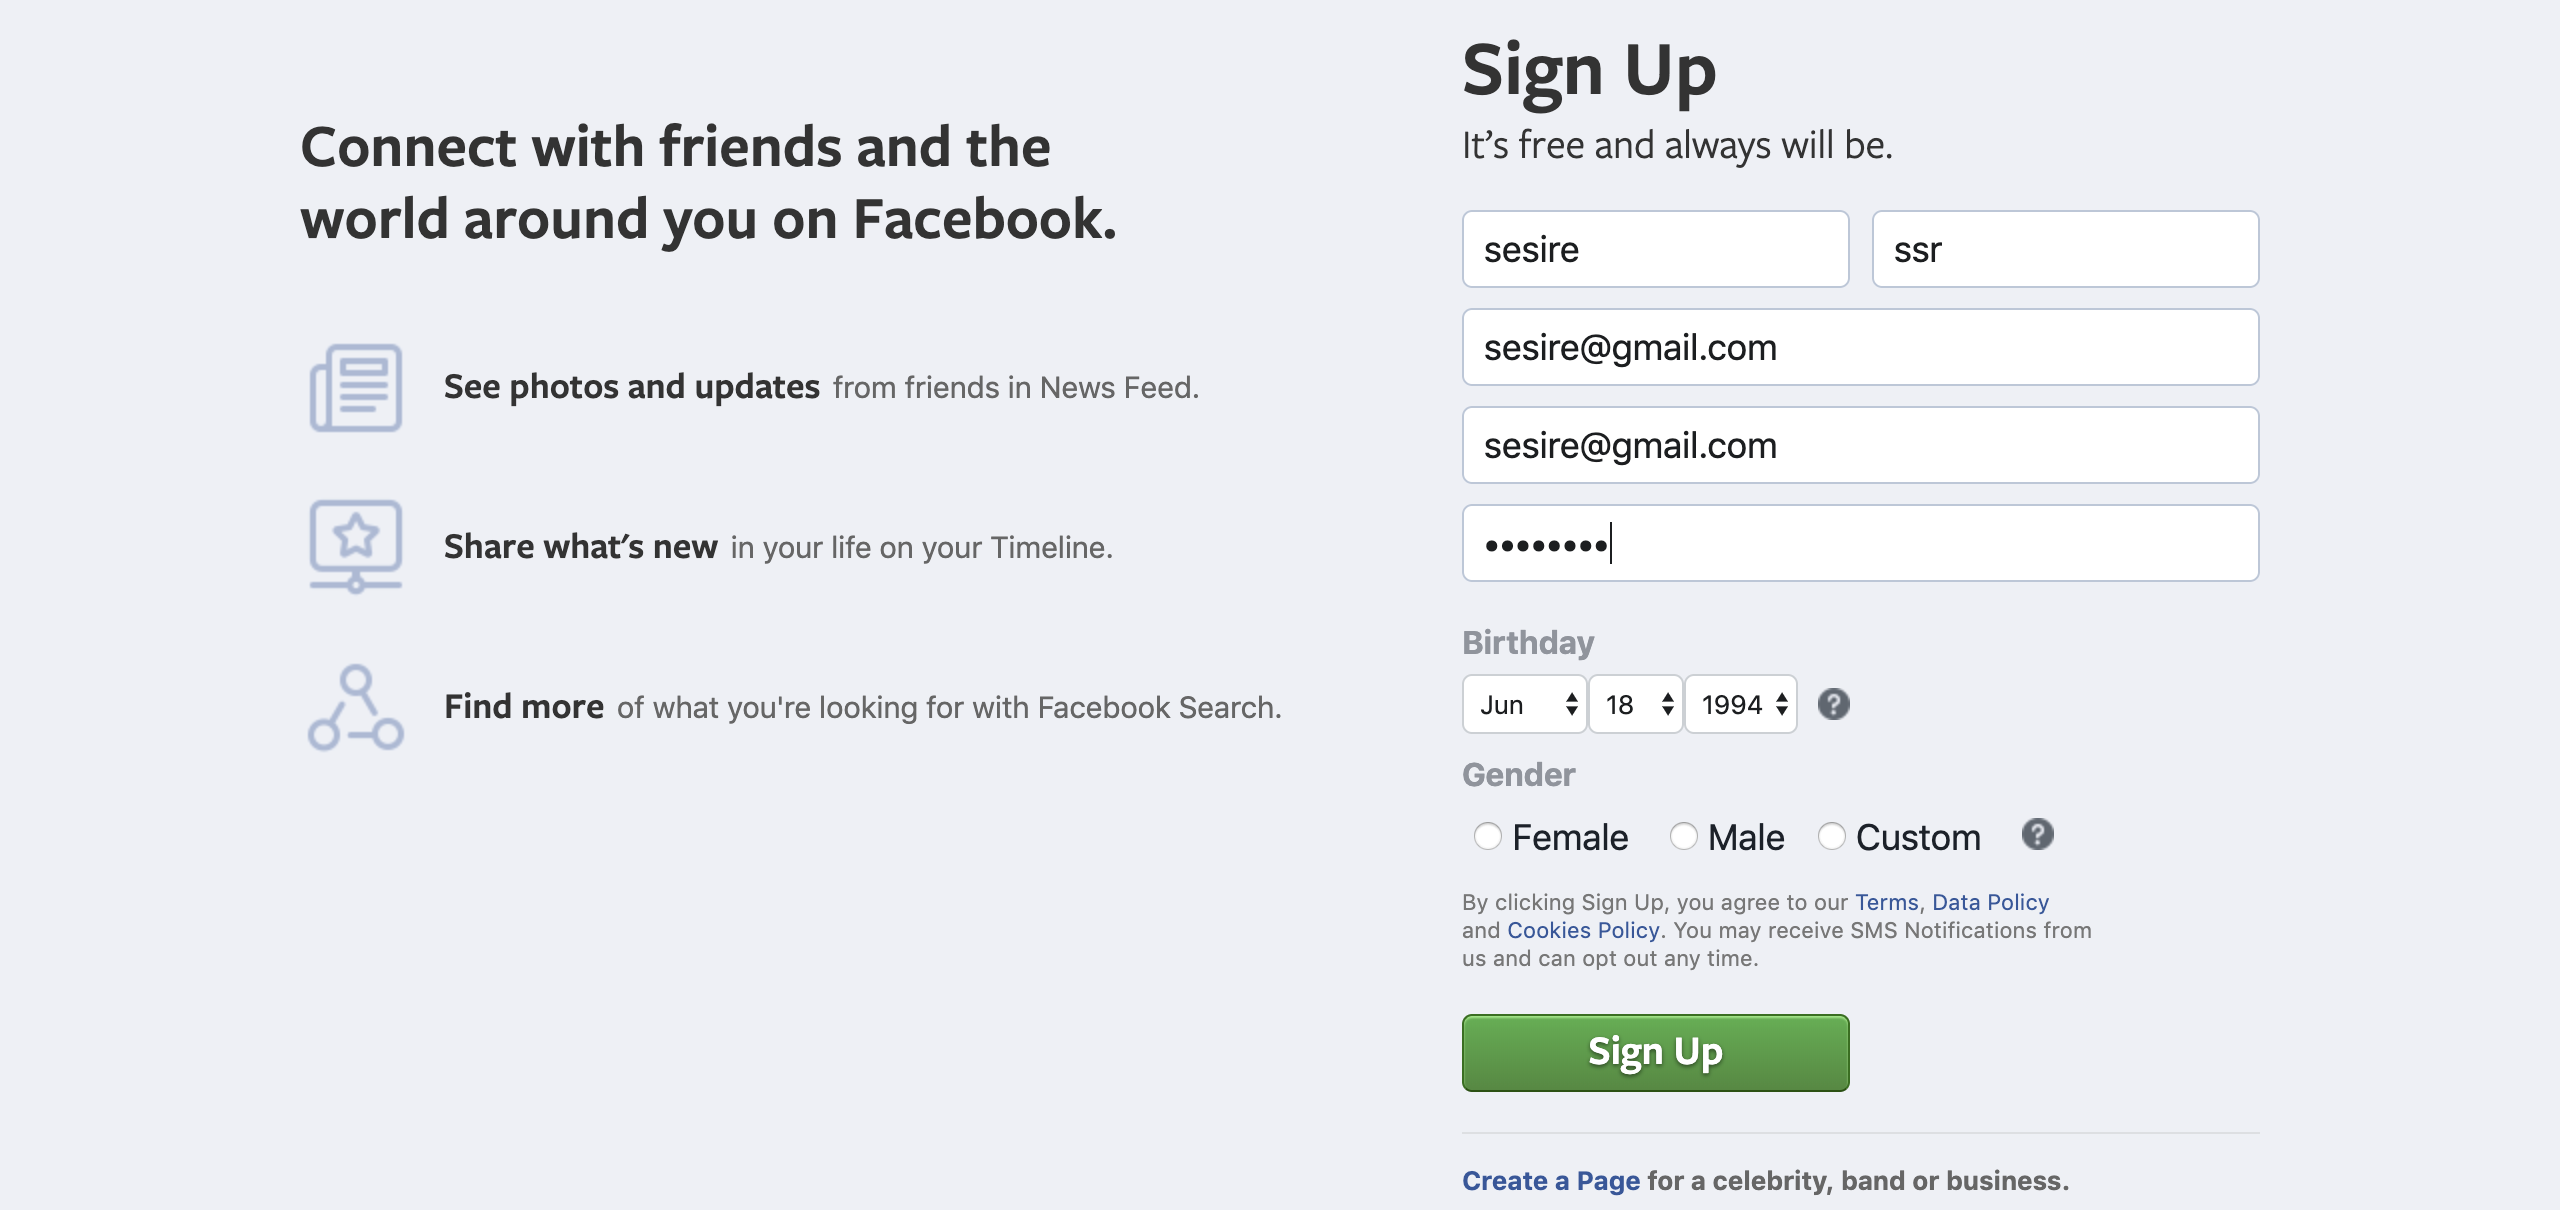 Connect with friends and the
world around you on Facebook.
See photos and updates from friends in News Feed.
Share what's new in your life on your Timeline.
Find more of what you're looking for with Facebook Search.
Sign Up
It's free and always will be.
sesire ssr
sesire@gmail.com
sesire@gmail.com
••••••••
Birthday
Jun 18 1994 ?
Gender
Female Male Custom ?
By clicking Sign Up, you agree to our Terms, Data Policy
and Cookies Policy. You may receive SMS Notifications from
us and can opt out any time.
Sign Up
Create a Page for a celebrity, band or business.